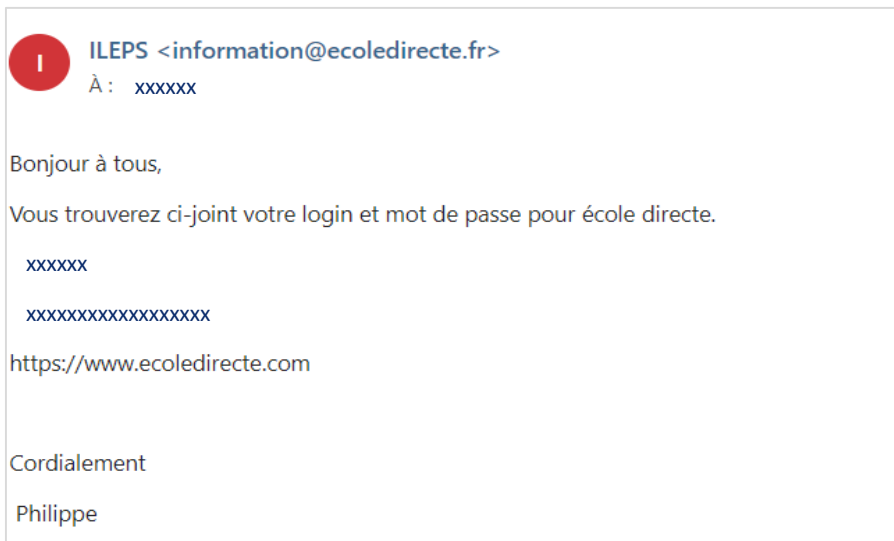 I
ILEPS <information@ecoledirecte.fr>
À : xxxxxx
Bonjour à tous,
Vous trouverez ci-joint votre login et mot de passe pour école directe.
xxxxxx
xxxxxxxxxxxxxxxxxx
https://www.ecoledirecte.com
Cordialement
Philippe